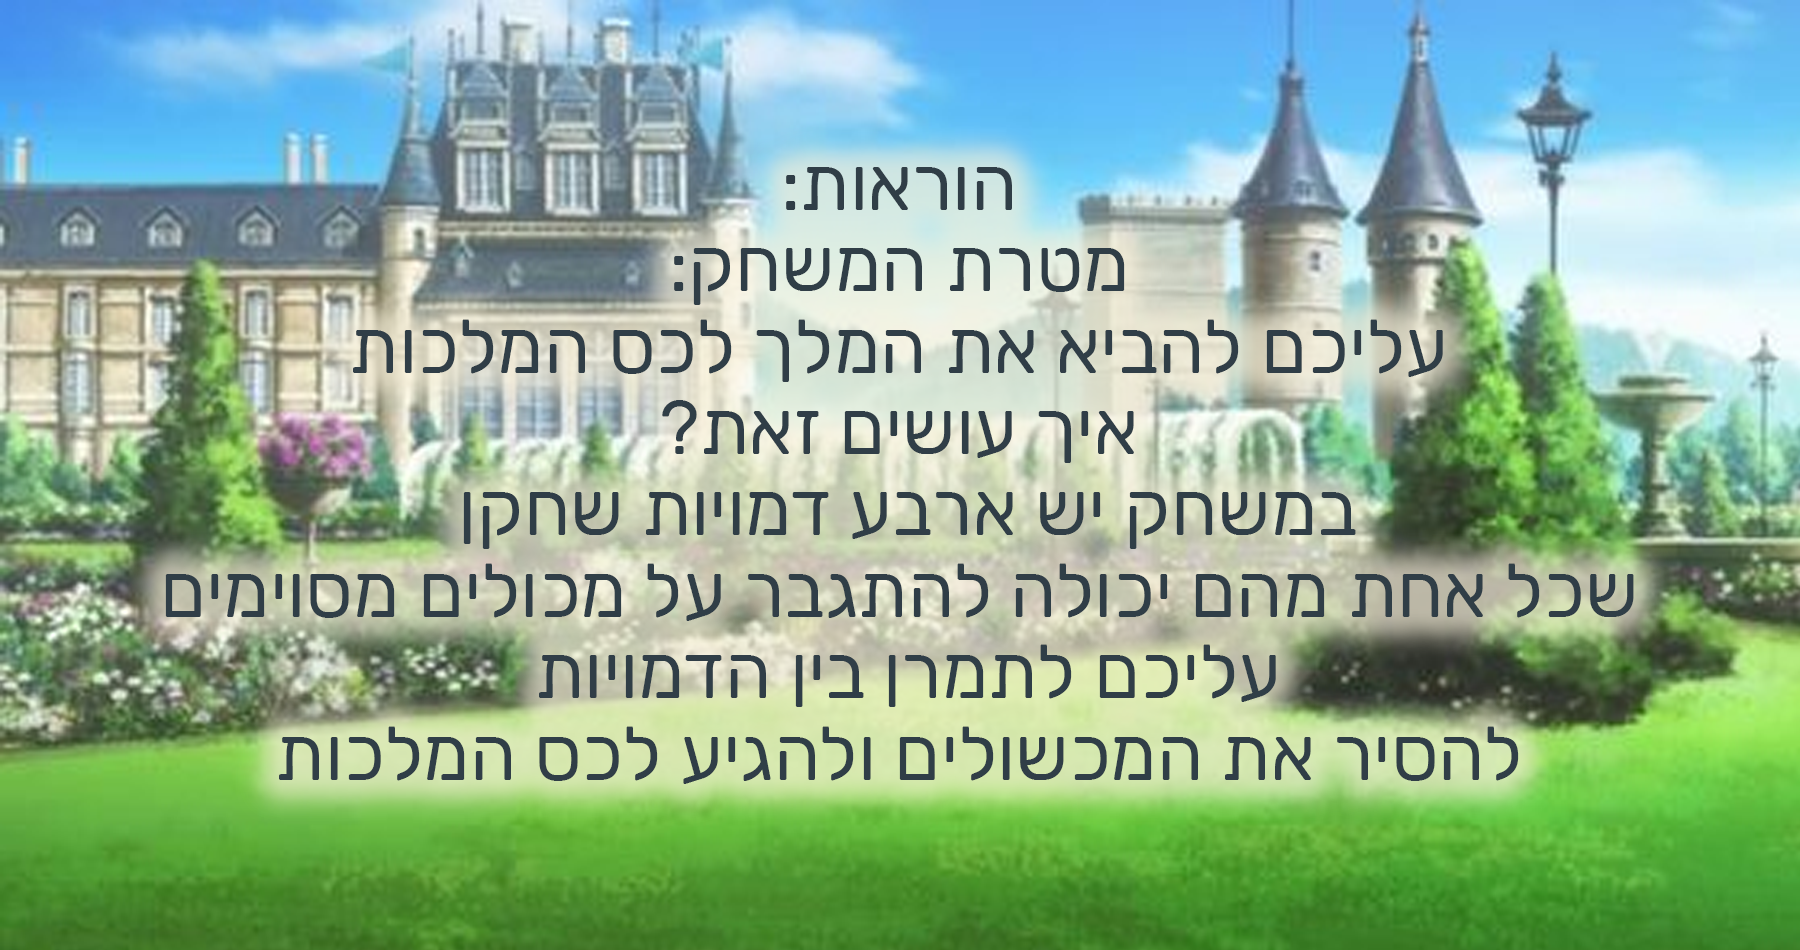 הוראות:
מטרת המשחק:
עליכם להביא את המלך לכס המלכות
איך עושים זאת?
במשחק יש ארבע דמויות שחקן
שכל אחת מהם יכולה להתגבר על מכולים מסוימים
עליכם לתמרן בין הדמויות
להסיר את המכשולים ולהגיע לכס המלכות